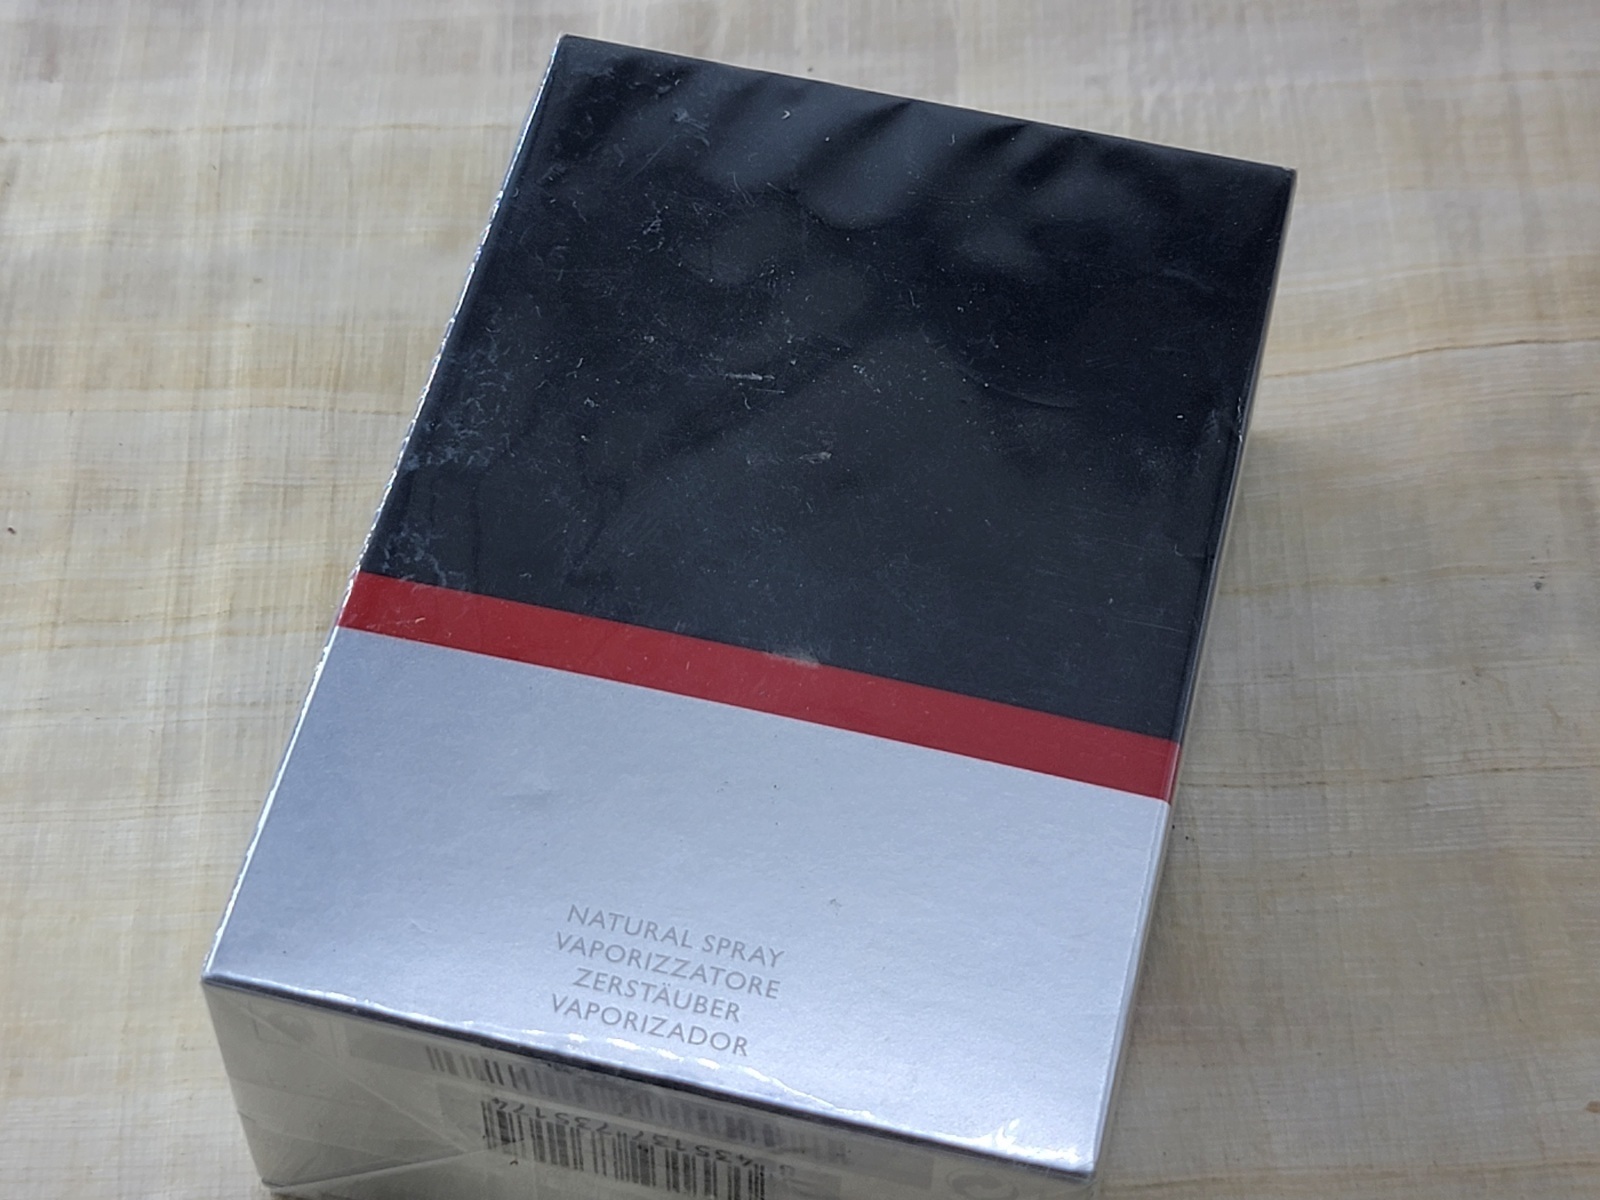 NATURAL SPRAY
VAPORIZZATORE
ZERSTÄUBER
VAPORIZADOR